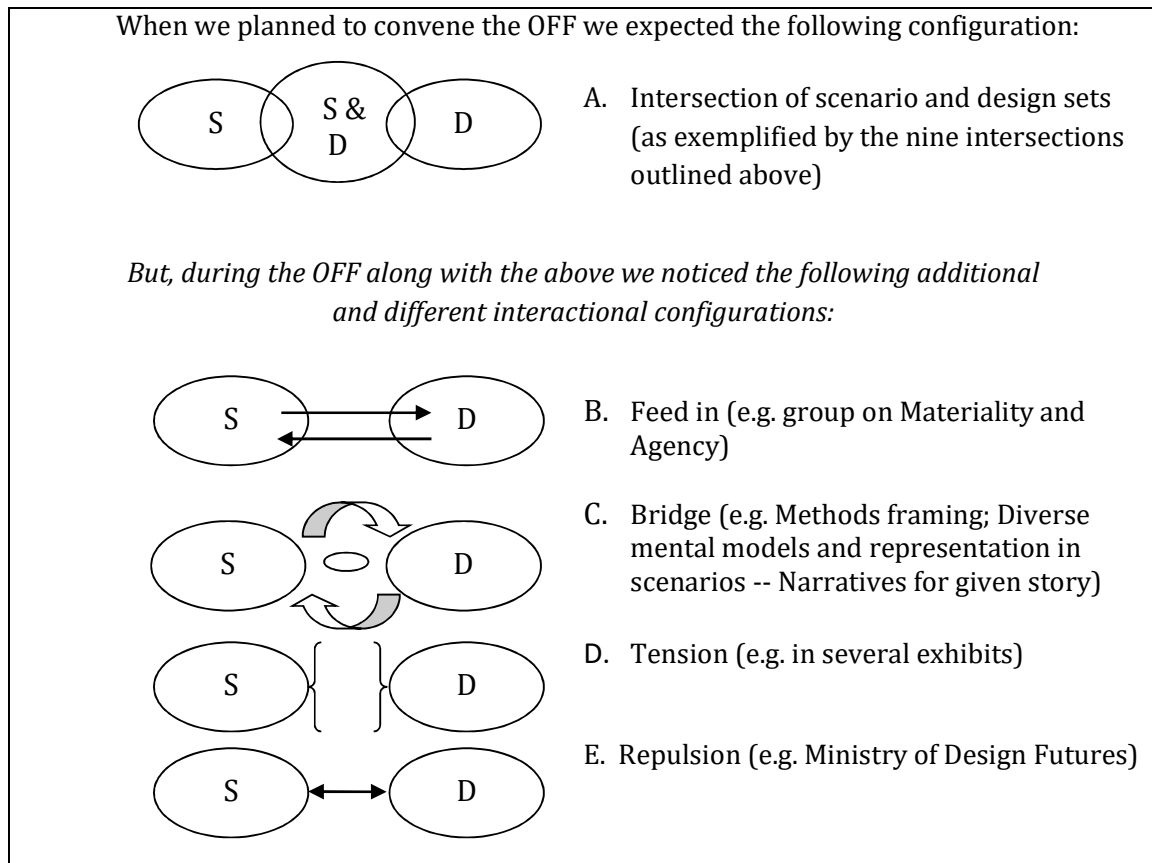 When we planned to convene the OFF we expected the following configuration:
S
S &
D
D
A. Intersection of scenario and design sets
(as exemplified by the nine intersections
outlined above)
But, during the OFF along with the above we noticed the following additional
and different interactional configurations:
S
D
B. Feed in (e.g. group on Materiality and
Agency)
S
D
C. Bridge (e.g. Methods framing; Diverse
mental models and representation in
scenarios -- Narratives for given story)
S
D
D. Tension (e.g. in several exhibits)
S
D
E. Repulsion (e.g. Ministry of Design Futures)